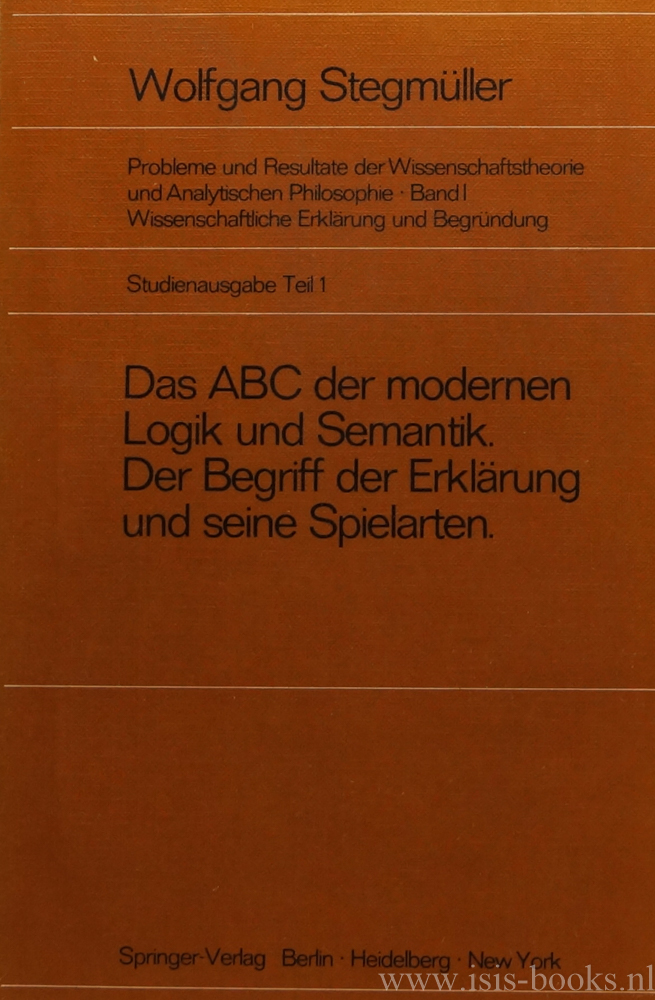 Wolfgang Stegmüller
Probleme und Resultate der Wissenschaftstheorie
und Analytischen Philosophie · Band I
Wissenschaftliche Erklärung und Begründung
Studienausgabe Teil 1
Das ABC der modernen
Logik und Semantik.
Der Begriff der Erklärung
und seine Spielarten.
Springer-Verlag Berlin · Heidelberg · New York
www.isis-books.nl